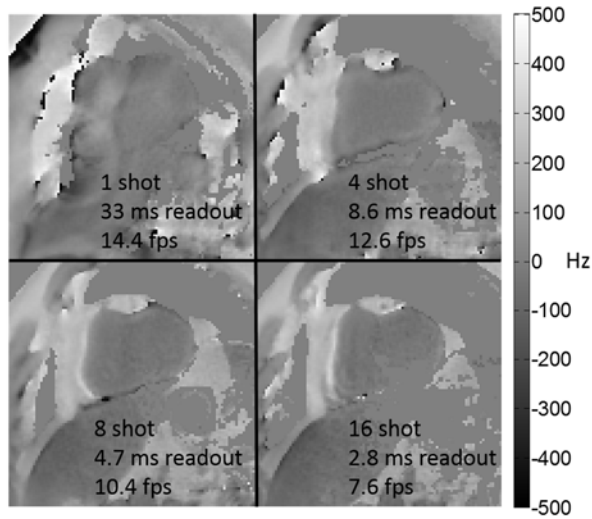 1 shot
33 ms readout
14.4 fps
4 shot
8.6 ms readout
12.6 fps
8 shot
4.7 ms readout
10.4 fps
16 shot
2.8 ms readout
7.6 fps
500
400
300
200
100
0 Hz
-100
-200
-300
-400
-500